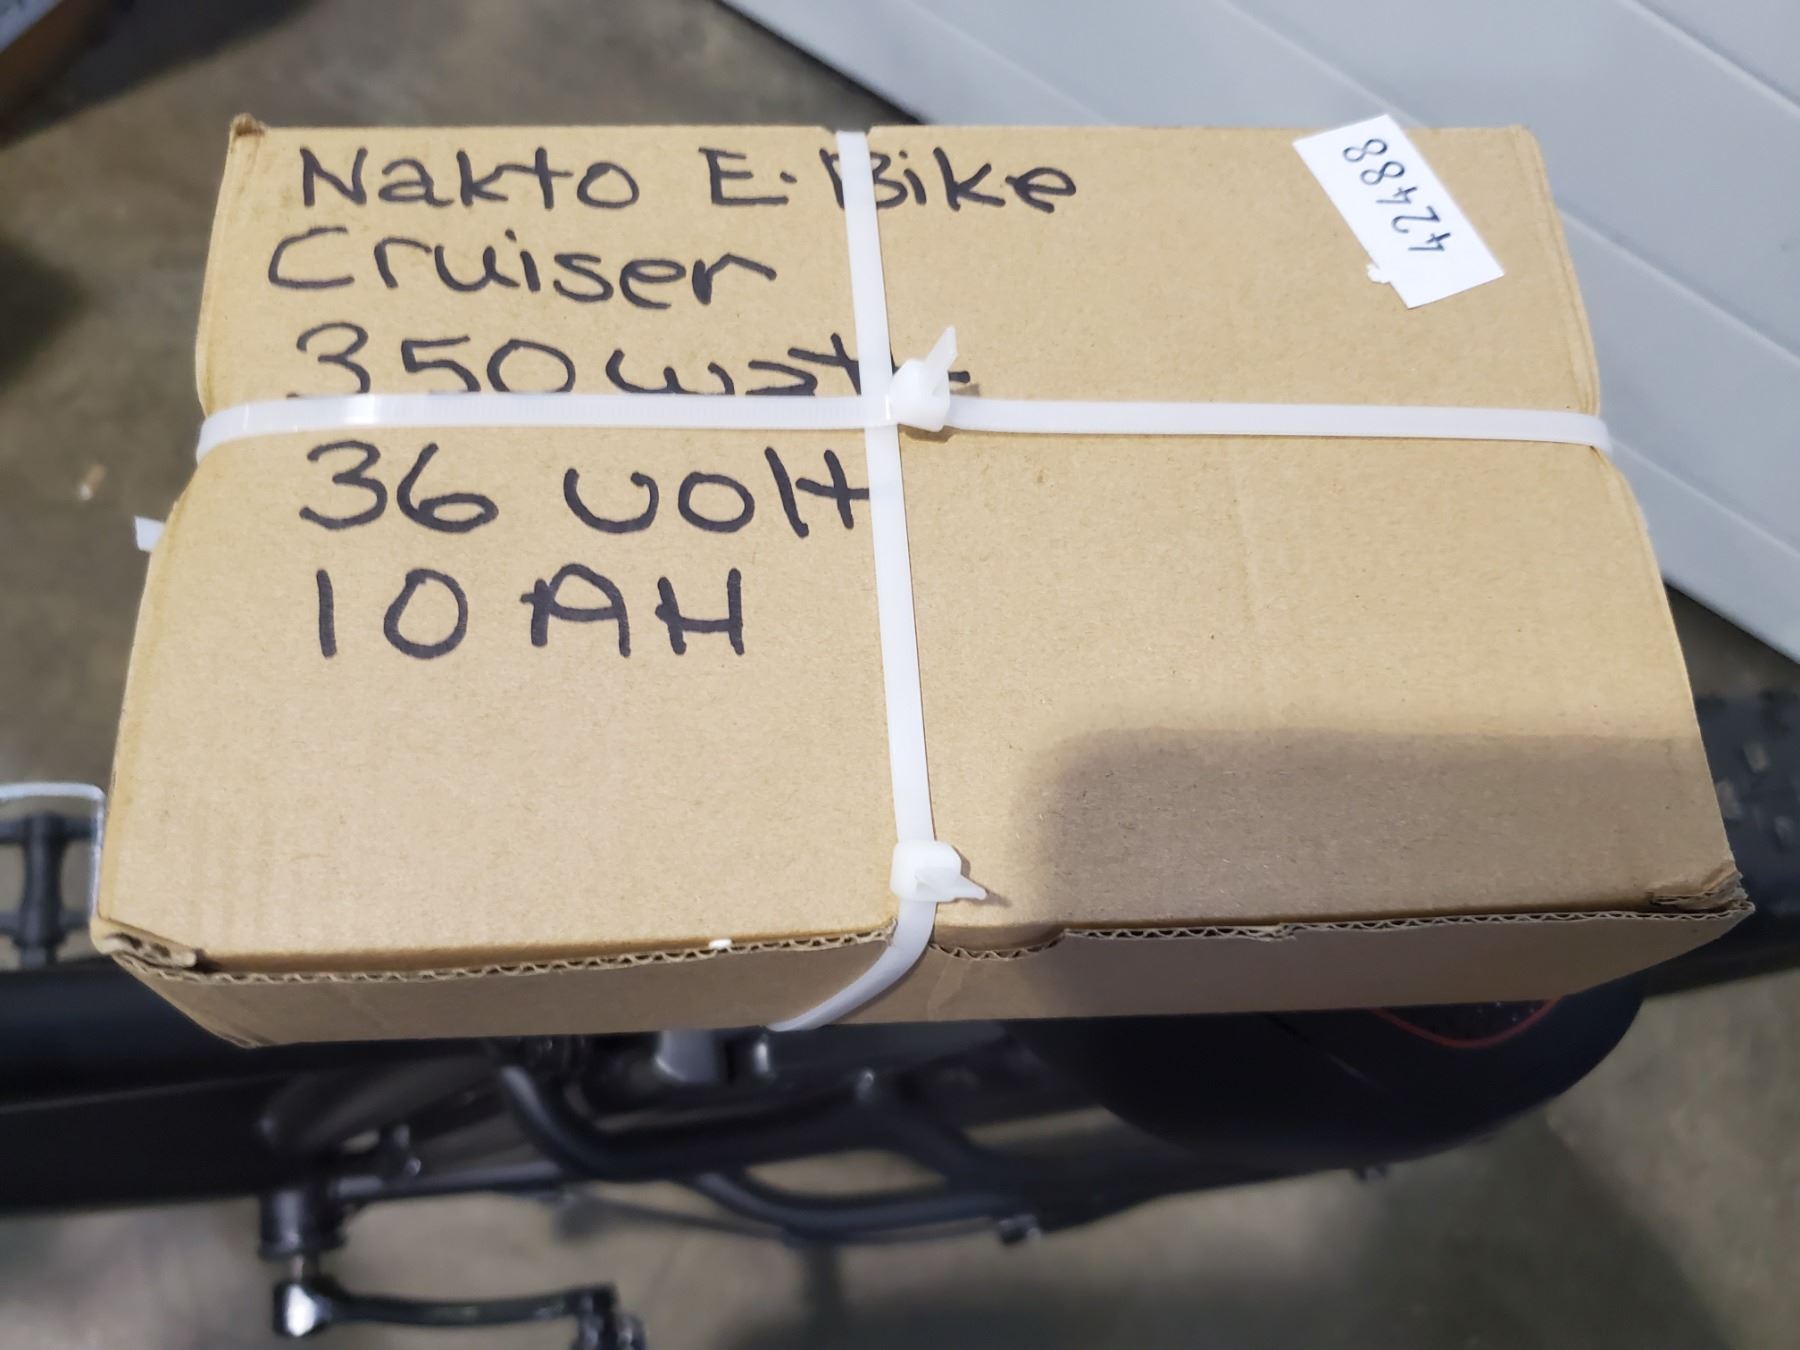 Nakto E-Bike
Cruiser
350 watt
36 volt
10 AH
42488